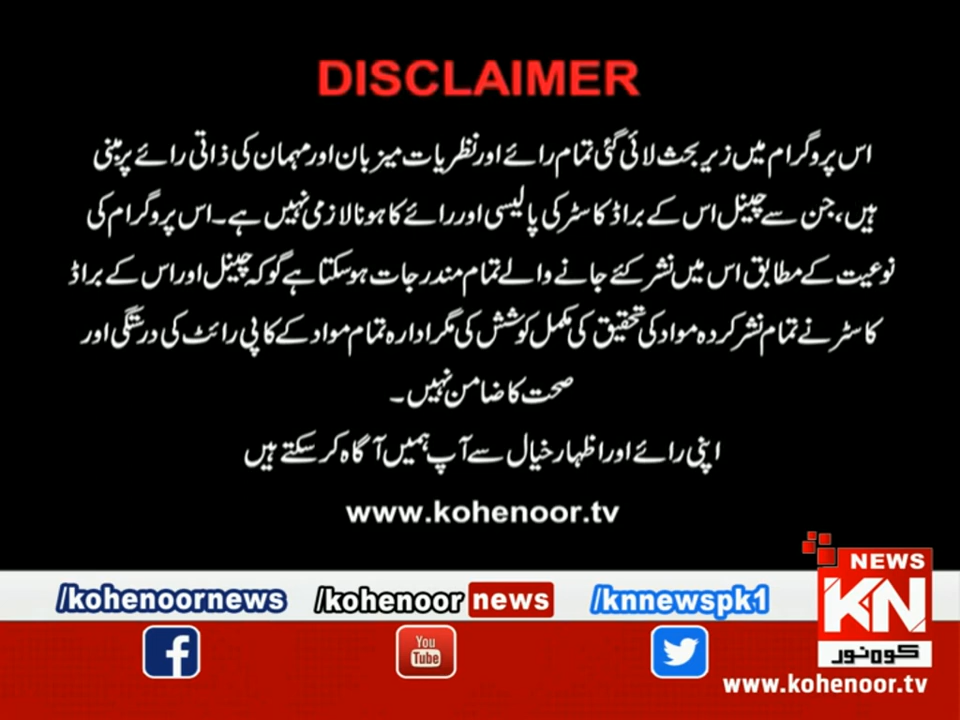 DISCLAIMER
اس پروگرام میں زیر بحث لائی گئی تمام رائے اور نظریات میزبان اور مہمان کی ذاتی رائے پر مبنی
ہیں، جن سے چینل اس کے براڈ کاسٹر کی پالیسی اور رائے کا ہونا لازمی نہیں ہے۔ اس پروگرام کی
نوعیت کے مطابق اس میں نشر کئے جانے والے تمام مندرجات ہو سکتا ہے گو کہ چینل اور اس کے براڈ
کاسٹر نے تمام نشر کردہ مواد کی تحقیق کی مکمل کوشش کی مگر ادارہ تمام مواد کے کاپی رائٹ کی درستگی اور
صحت کا ضامن نہیں۔
اپنی رائے اور اظہار خیال سے آپ ہمیں آگاہ کر سکتے ہیں
www.kohenoor.tv
/kohenoornews /kohenoor news /knnewspk1
You Tube
NEWS
KN
کوہ نور
www.kohenoor.tv